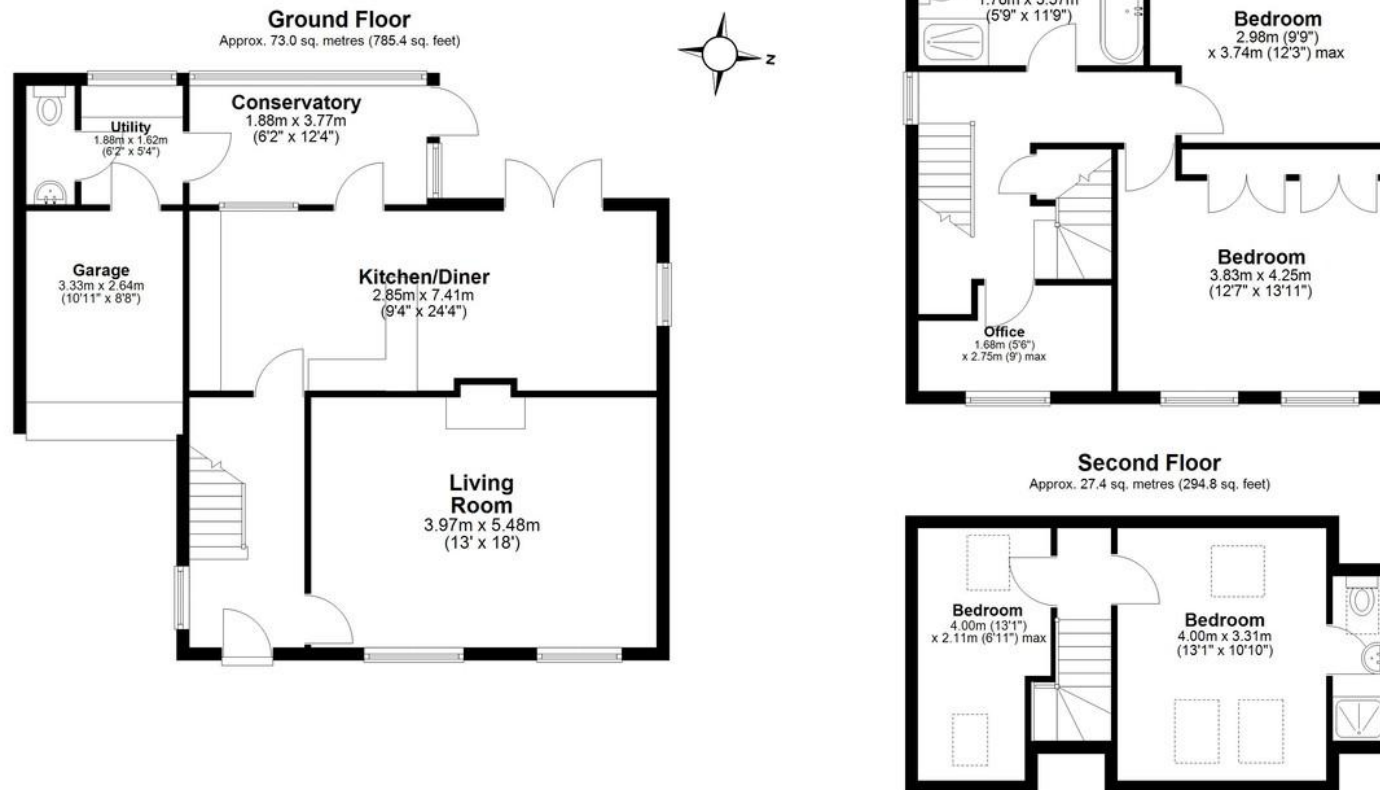 Ground Floor
Approx. 73.0 sq. metres (785.4 sq. feet)
N
Conservatory
1.88m x 3.77m
(6'2" x 12'4")
Utility
1.88m x 1.62m
(6'2" x 5'4")
Garage
3.33m x 2.64m
(10'11" x 8'8")
Kitchen/Diner
2.85m x 7.41m
(9'4" x 24'4")
Living
Room
3.97m x 5.48m
(13' x 18')
(5'9" x 11'9")
Bedroom
2.98m (9'9")
x 3.74m (12'3") max
Bedroom
3.83m x 4.25m
(12'7" x 13'11")
Office
1.68m (5'6")
x 2.75m (9') max
Second Floor
Approx. 27.4 sq. metres (294.8 sq. feet)
Bedroom
4.00m (13'1")
x 2.11m (6'11") max
Bedroom
4.00m x 3.31m
(13'1" x 10'10")